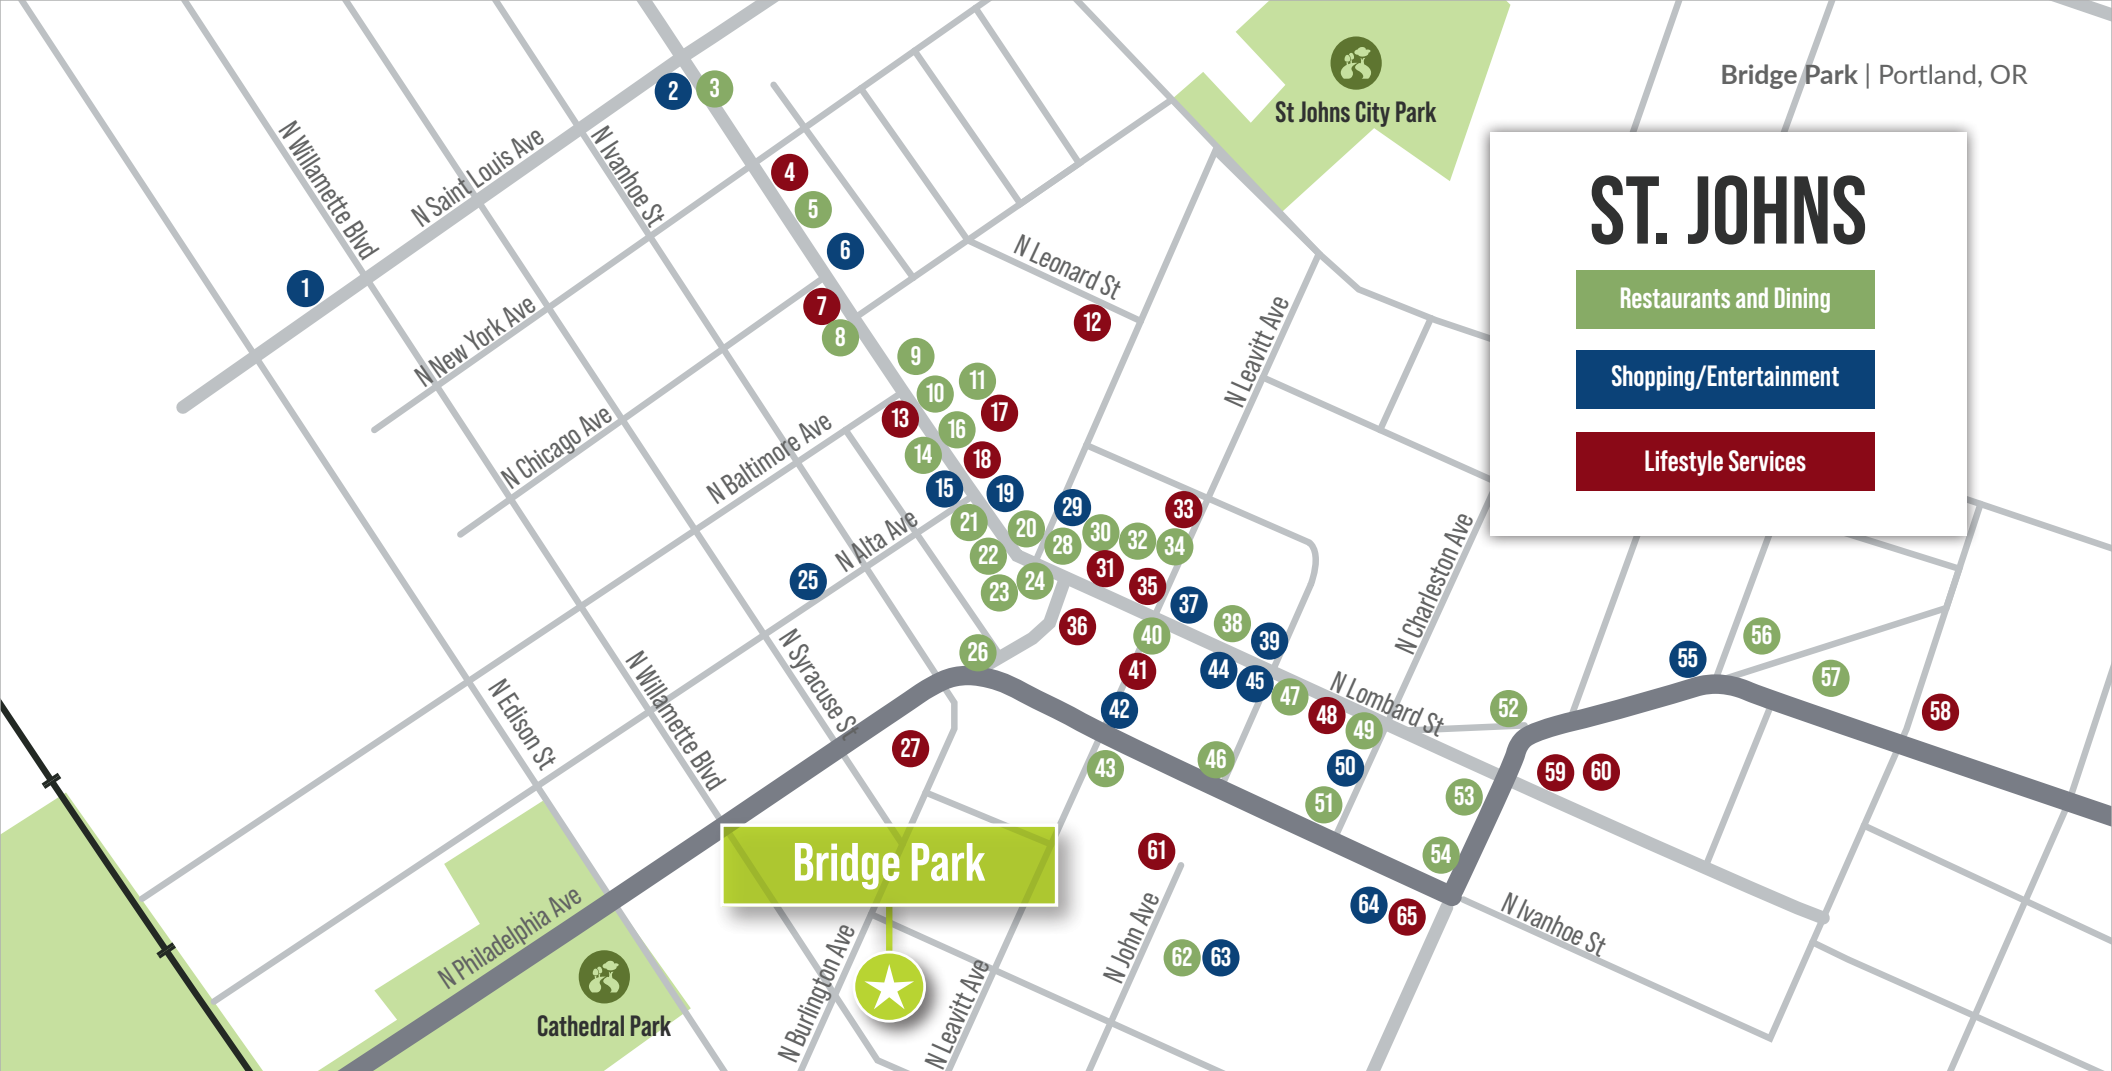 Bridge Park | Portland, OR
ST. JOHNS
Restaurants and Dining
Shopping/Entertainment
Lifestyle Services
St Johns City Park
N Willamette Blvd
N Saint Louis Ave
N Ivanhoe St
N New York Ave
N Chicago Ave
N Baltimore Ave
N Alta Ave
N Leonard St
N Leavitt Ave
N Charleston Ave
N Lombard St
N Edison St
N Willamette Blvd
N Syracuse St
N Philadelphia Ave
Cathedral Park
Bridge Park
N Burlington Ave
N Leavitt Ave
N John Ave
N Ivanhoe St
1
2
3
4
5
6
7
8
9
10
11
12
13
14
15
16
17
18
19
20
21
22
23
24
25
26
27
28
29
30
31
32
33
34
35
36
37
38
39
40
41
42
43
44
45
46
47
48
49
50
51
52
53
54
55
56
57
58
59
60
61
62
63
64
65